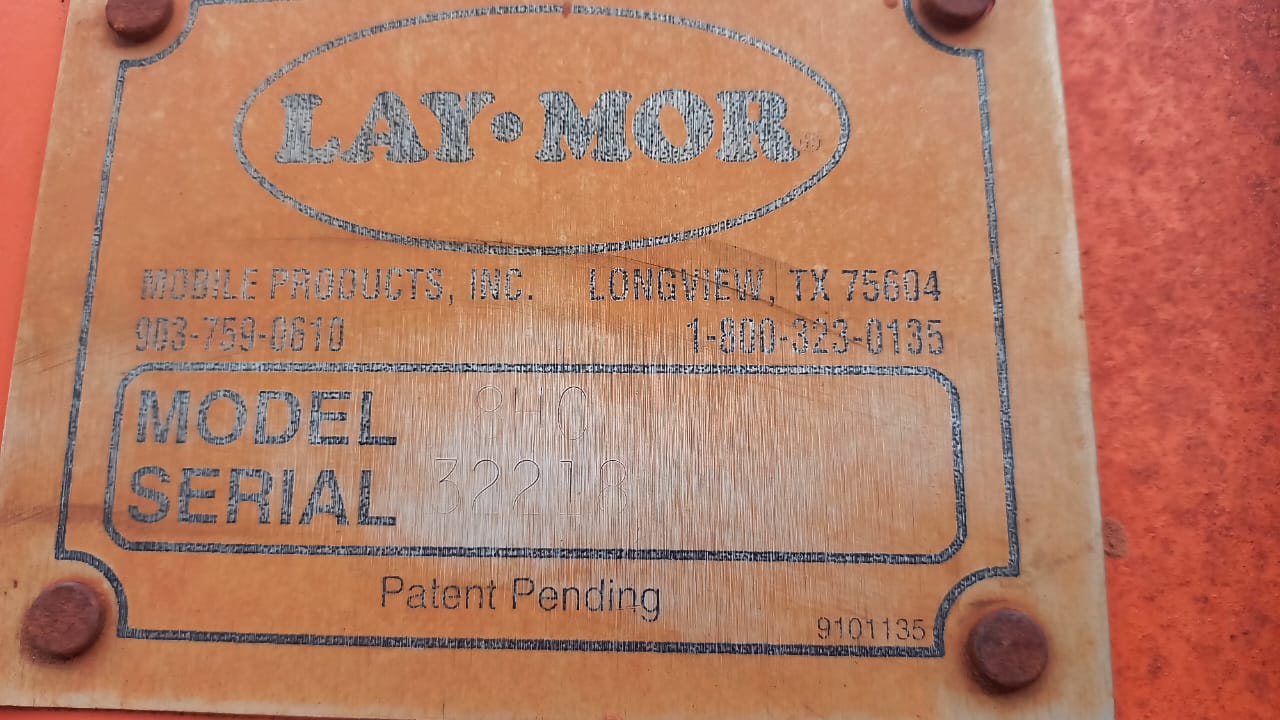 LAY•MOR®
MOBILE PRODUCTS, INC. LONGVIEW, TX 75604
903-759-0610 1-800-323-0135
MODEL 8HC
SERIAL 32218
Patent Pending
9101135